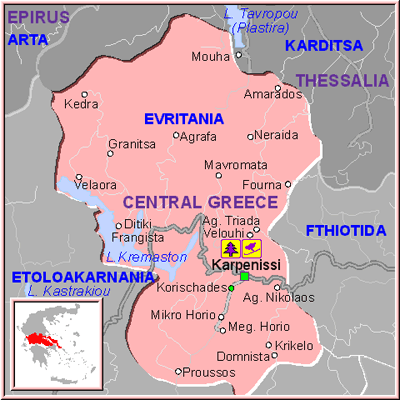 EPIRUS
ARTA
L. Tavropou
(Plastira)
KARDITSA
Mouha
THESSALIA
Amarados
Kedra
EVRITANIA
Agrafa
Neraida
Granitsa
Mavromata
Velaora
Fourna
CENTRAL GREECE
Ditiki
Frangista
Ag. Triada
Velouhi
FTHIOTIDA
L.Kremaston
Karpenissi
ETOLOAKARNANIA
L. Kastrakiou
Korischades
Ag. Nikolaos
Mikro Horio
Meg. Horio
Krikelo
Domnista
Proussos